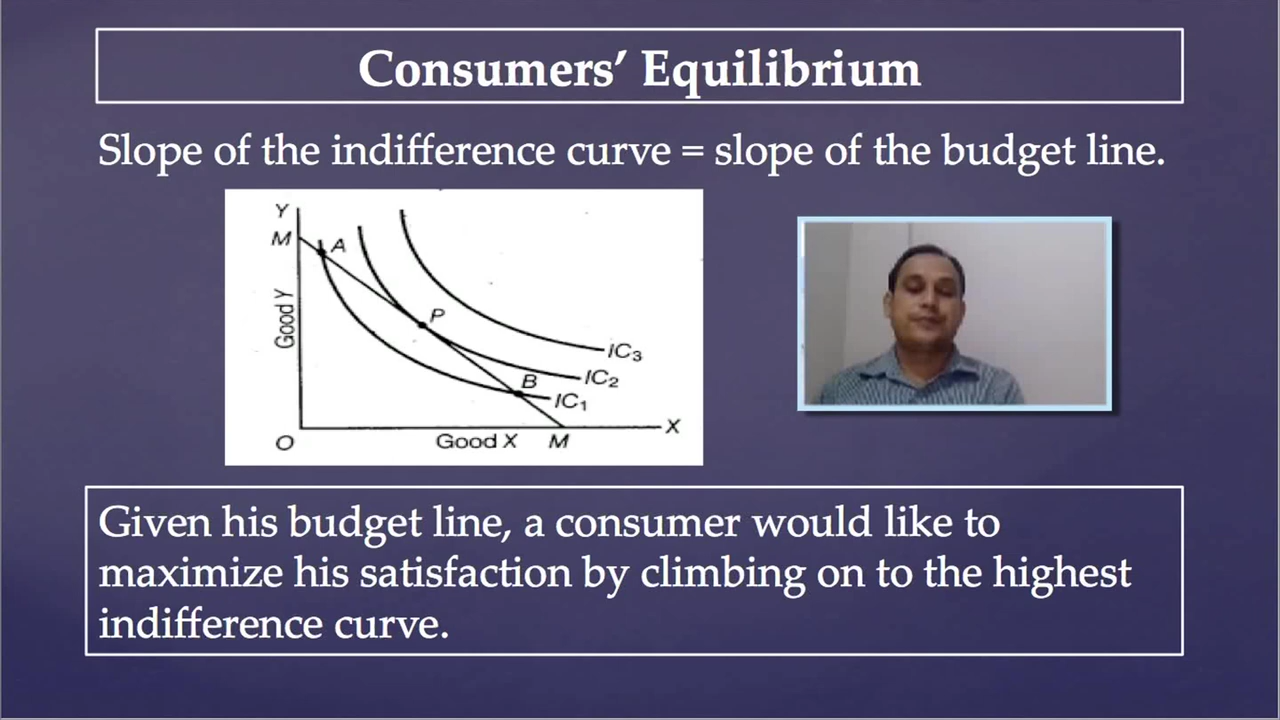 Consumers’ Equilibrium
Slope of the indifference curve = slope of the budget line.
Y
M
A
Good Y
P
IC₃
IC₂
B
IC₁
X
O
Good X
M
Given his budget line, a consumer would like to
maximize his satisfaction by climbing on to the highest
indifference curve.